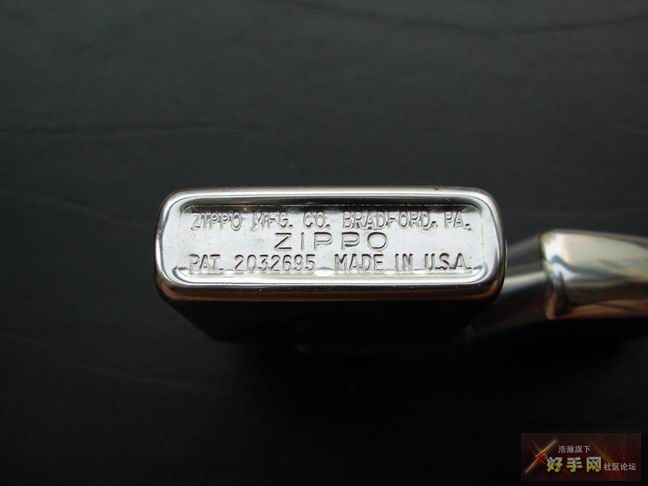 ZIPPO MFG. CO. BRADFORD. PA.
ZIPPO
PAT. 2032695 MADE IN U.S.A.
浩瀚旗下
好手网社区论坛